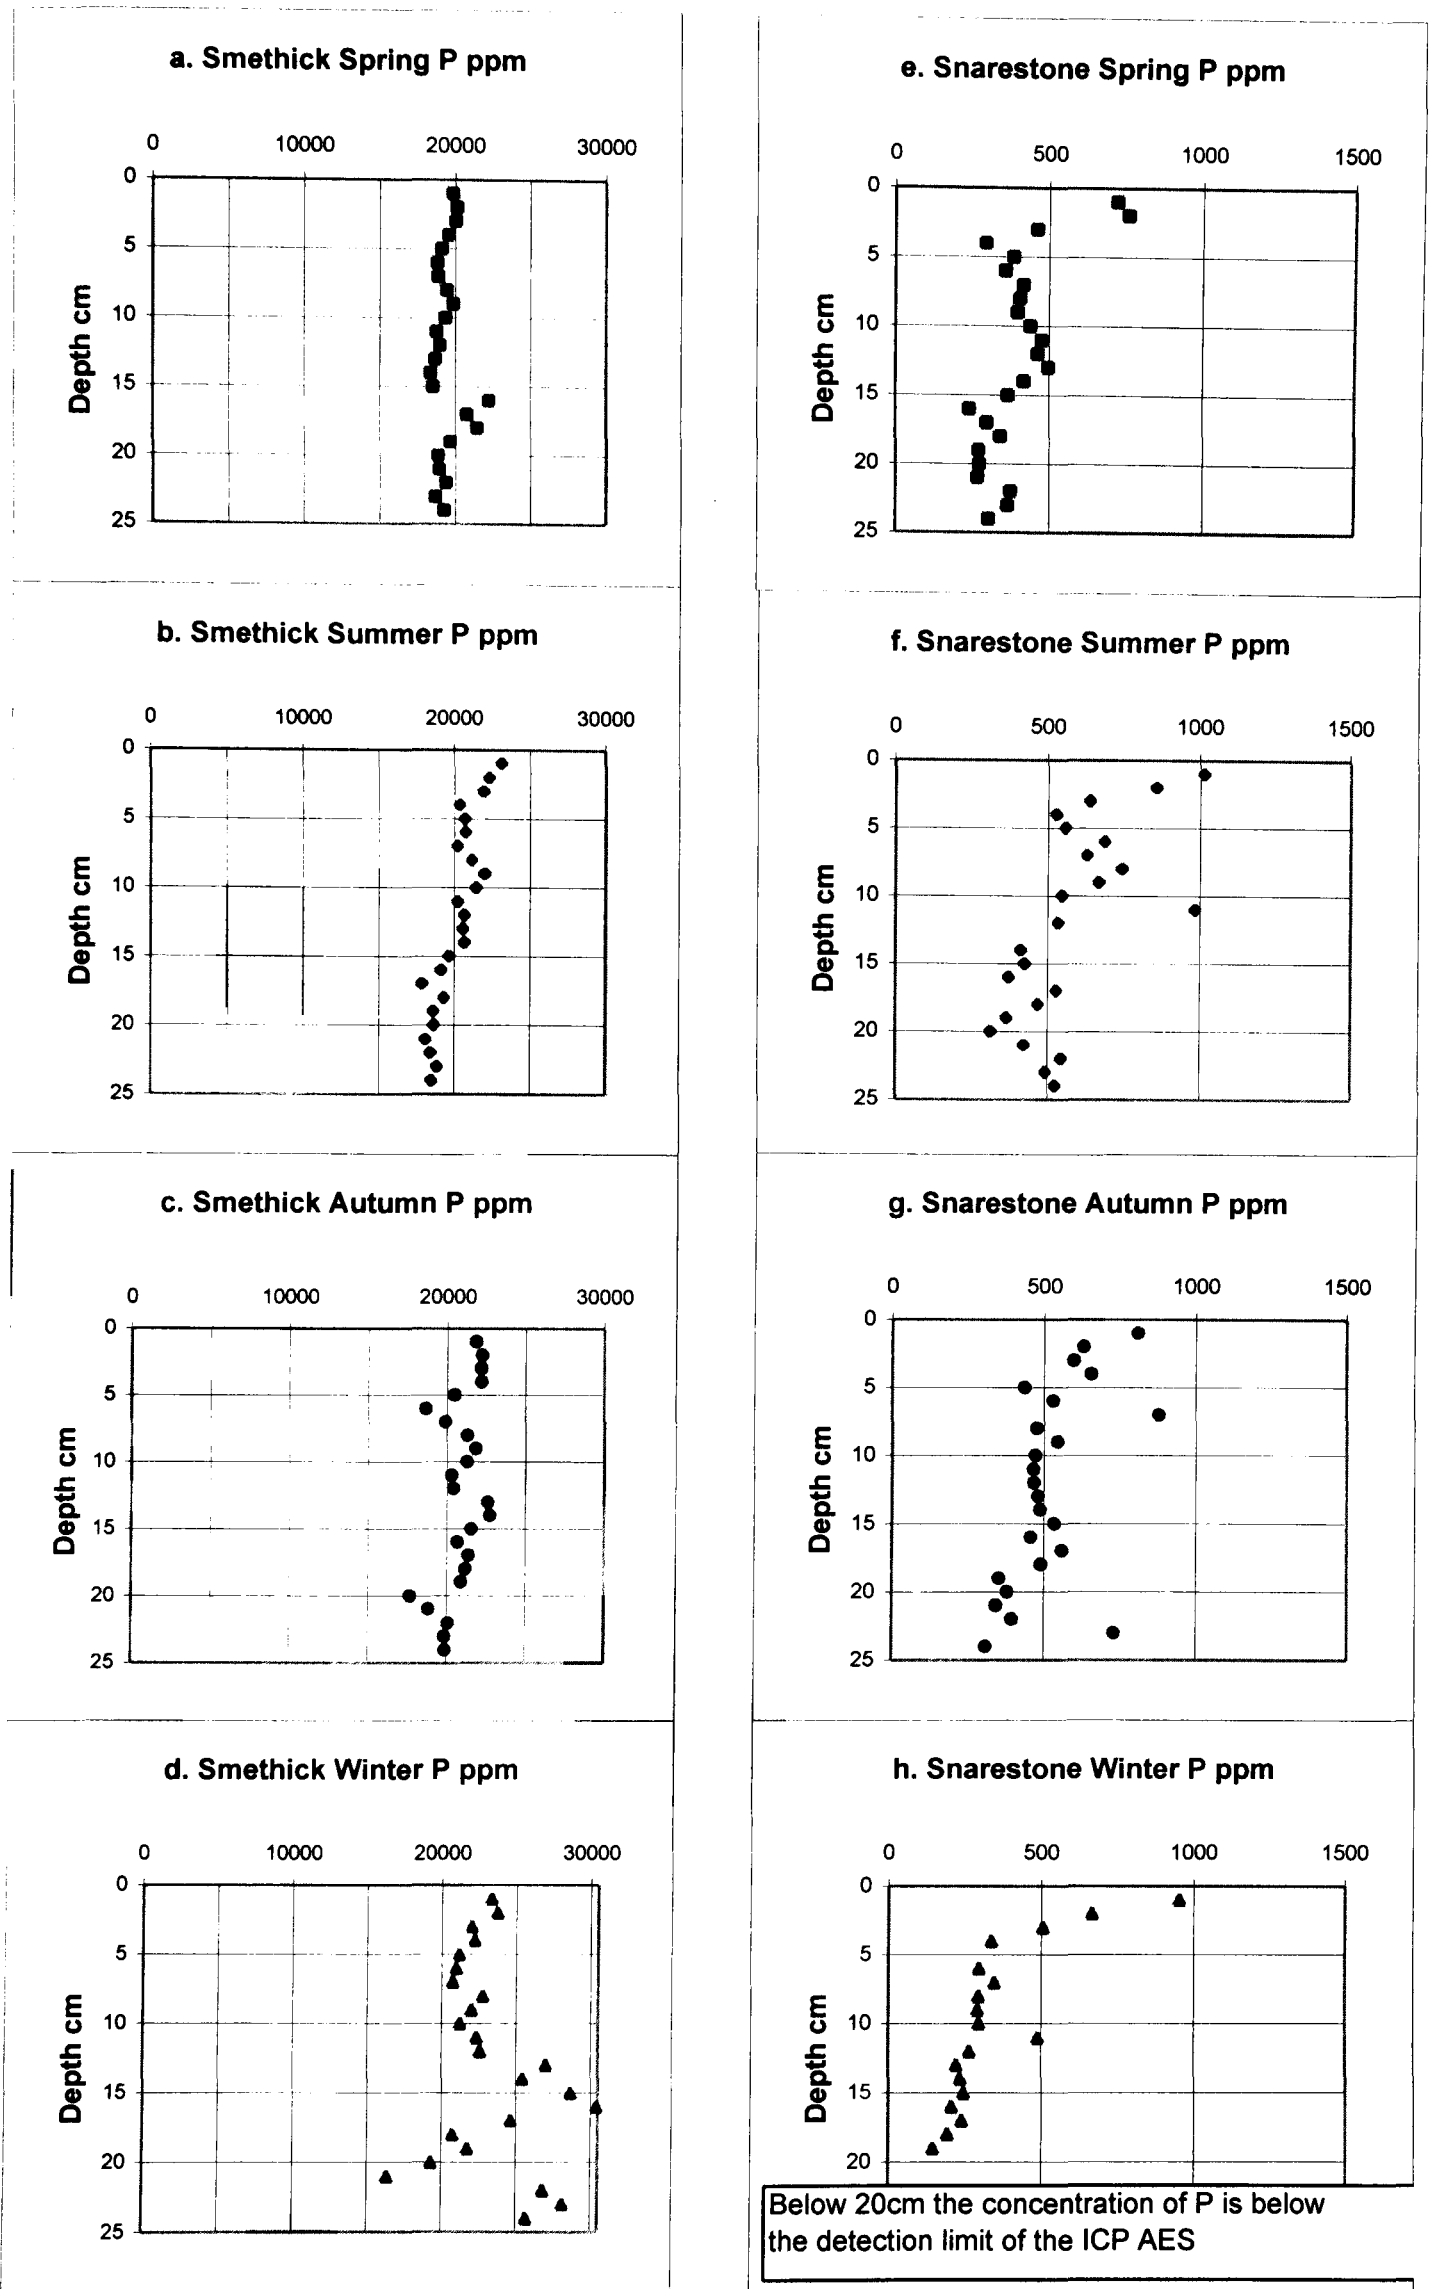 a. Smethick Spring P ppm
0 10000 20000 30000
0
5
10
15
20
25
Depth cm
b. Smethick Summer P ppm
0 10000 20000 30000
0
5
10
15
20
25
Depth cm
c. Smethick Autumn P ppm
0 10000 20000 30000
0
5
10
15
20
25
Depth cm
d. Smethick Winter P ppm
0 10000 20000 30000
0
5
10
15
20
25
Depth cm
e. Snarestone Spring P ppm
0 500 1000 1500
0
5
10
15
20
25
Depth cm
f. Snarestone Summer P ppm
0 500 1000 1500
0
5
10
15
20
25
Depth cm
g. Snarestone Autumn P ppm
0 500 1000 1500
0
5
10
15
20
25
Depth cm
h. Snarestone Winter P ppm
0 500 1000 1500
0
5
10
15
20
Depth cm
Below 20cm the concentration of P is below
the detection limit of the ICP AES